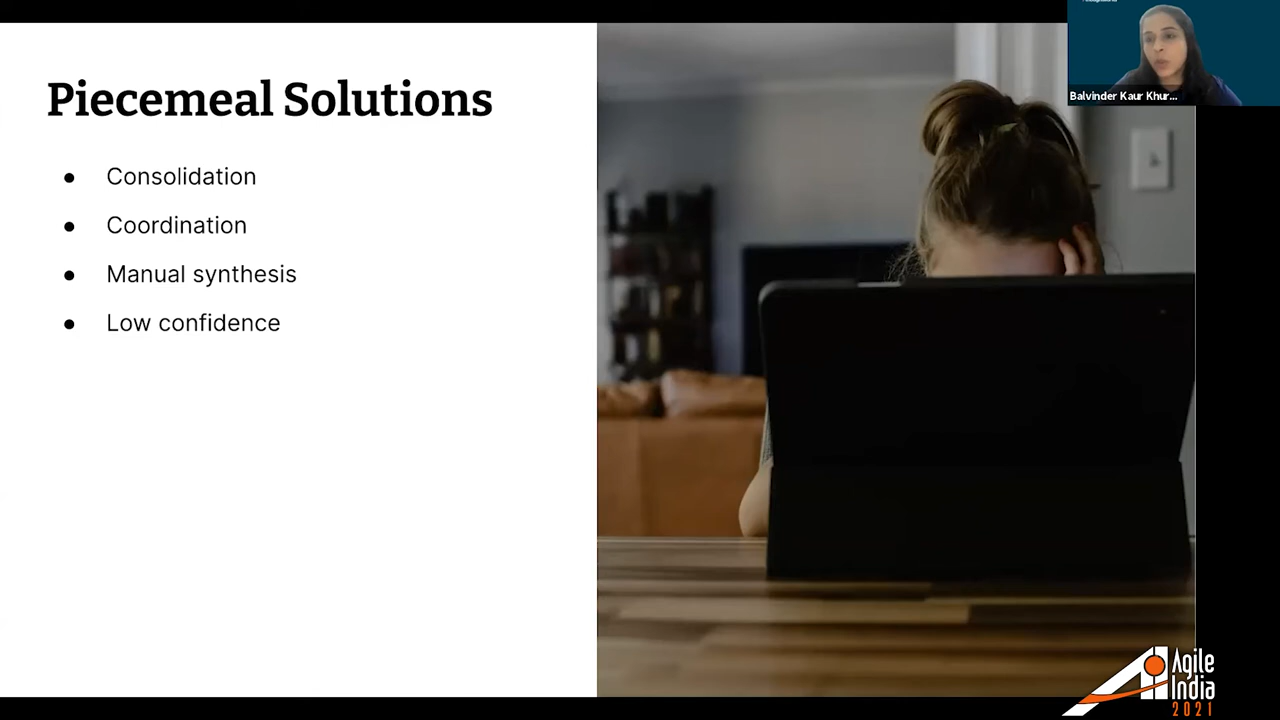 Piecemeal Solutions
● Consolidation
● Coordination
● Manual synthesis
● Low confidence
Balvinder Kaur Khur...
Agile
India
2021